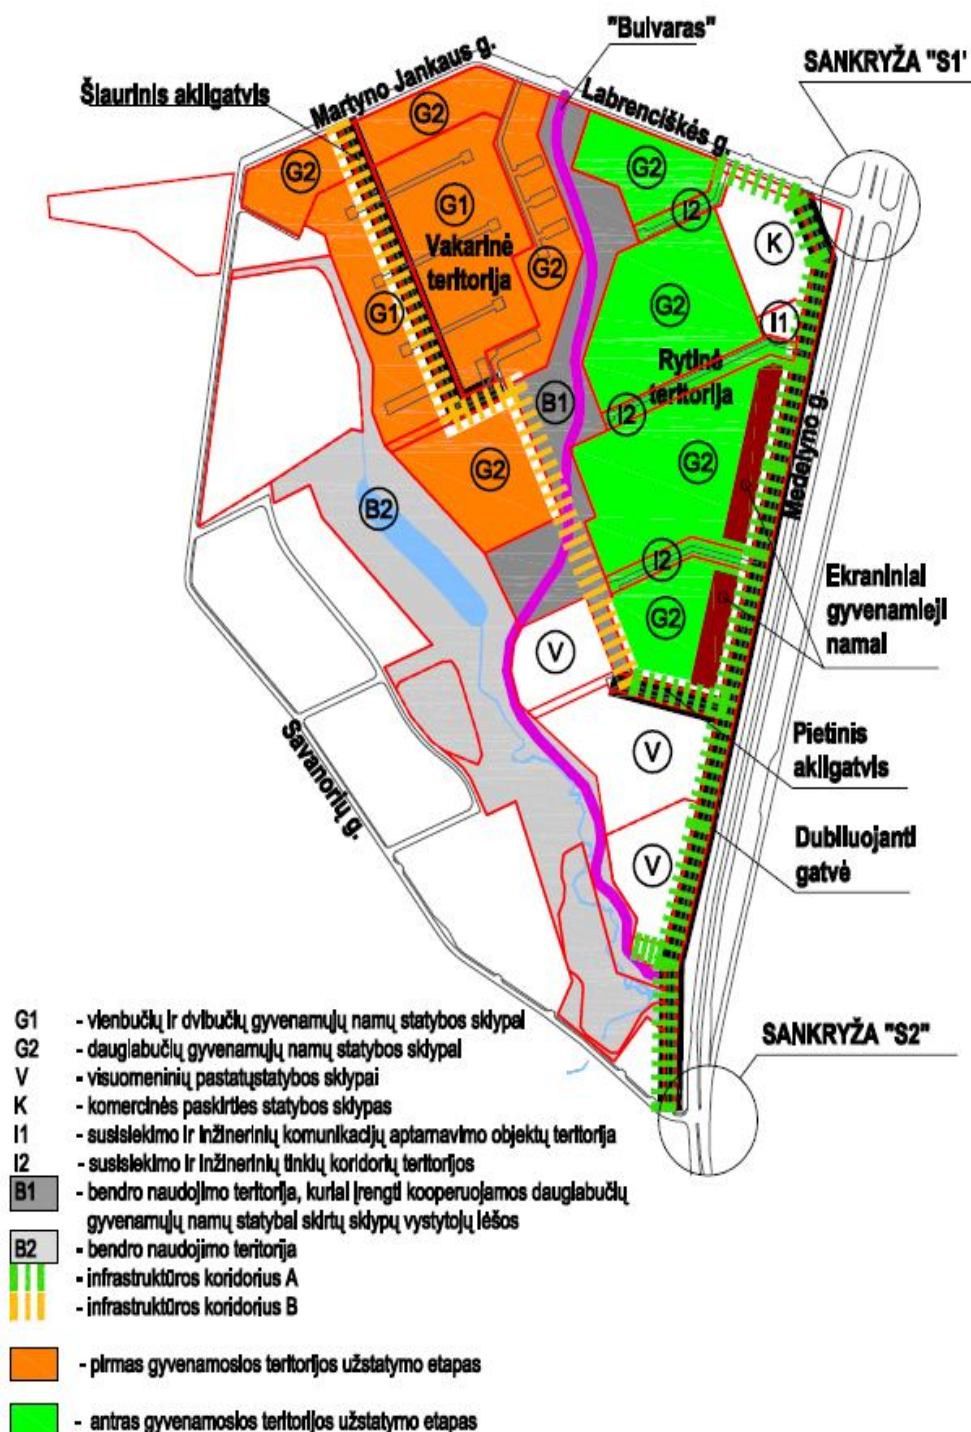 "Bulvaras"
SANKRYŽA "S1'
Martyno Jankaus g.
Šiaurinis akligatvis
Labrenciškės g.
G2
G2
G2
I2
G1
K
Vakarinė
teritorija
G2
G1
G2
I1
Rytinė
teritorija
B1
I2
Medelyno g.
G2
G2
B2
I2
Ekraniniai
gyvenamieji
namai
G2
V
Savanorių g.
V
Pietinis
akligatvis
Dubliuojanti
gatvė
V
SANKRYŽA "S2"
G1 - vienbučių ir dvibučių gyvenamųjų namų statybos sklypai
G2 - daugiabučių gyvenamųjų namų statybos sklypai
V - visuomeninių pastatųstatybos sklypai
K - komercinės paskirties statybos sklypas
I1 - susisiekimo ir inžinerinių komunikacijų aptarnavimo objektų teritorija
I2 - susisiekimo ir inžinerinių tinklų koridorių teritorijos
B1 - bendro naudojimo teritorija, kuriai įrengti kooperuojamos daugiabučių
gyvenamųjų namų statybai skirtų sklypų vystytojų lėšos
B2 - bendro naudojimo teritorija
- infrastruktūros koridorius A
- infrastruktūros koridorius B
- pirmas gyvenamosios teritorijos užstatymo etapas
- antras gyvenamosios teritorijos užstatymo etapas